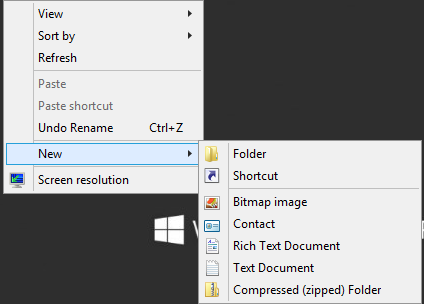 View
Sort by
Refresh
Paste
Paste shortcut
Undo Rename Ctrl+Z
New
Screen resolution
Folder
Shortcut
Bitmap image
Contact
Rich Text Document
Text Document
Compressed (zipped) Folder